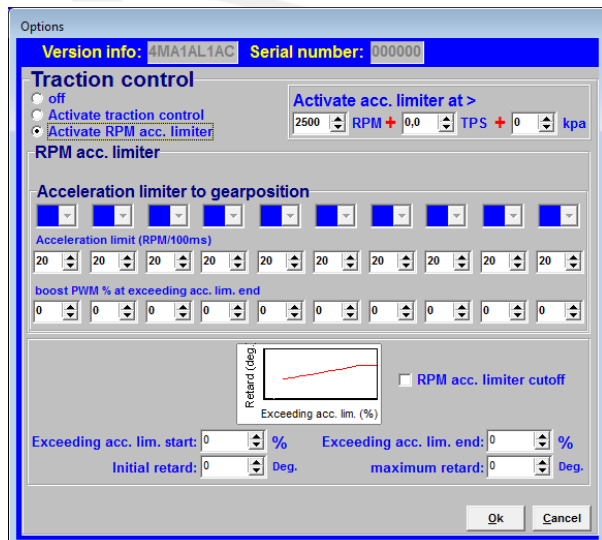 Options
Version info: 4MA1AL1AC Serial number: 000000
Traction control
off
Activate traction control
Activate RPM acc. limiter
Activate acc. limiter at >
2500 RPM + 0,0 TPS + 0 kpa
RPM acc. limiter
Acceleration limiter to gearposition
Acceleration limit (RPM/100ms)
20 20 20 20 20 20 20 20 20 20
boost PWM % at exceeding acc. lim. end
0 0 0 0 0 0 0 0 0 0
Retard (deg.)
Exceeding acc. lim. (%)
RPM acc. limiter cutoff
Exceeding acc. lim. start: 0 % Exceeding acc. lim. end: 0 %
Initial retard: 0 Deg. maximum retard: 0 Deg.
Ok Cancel